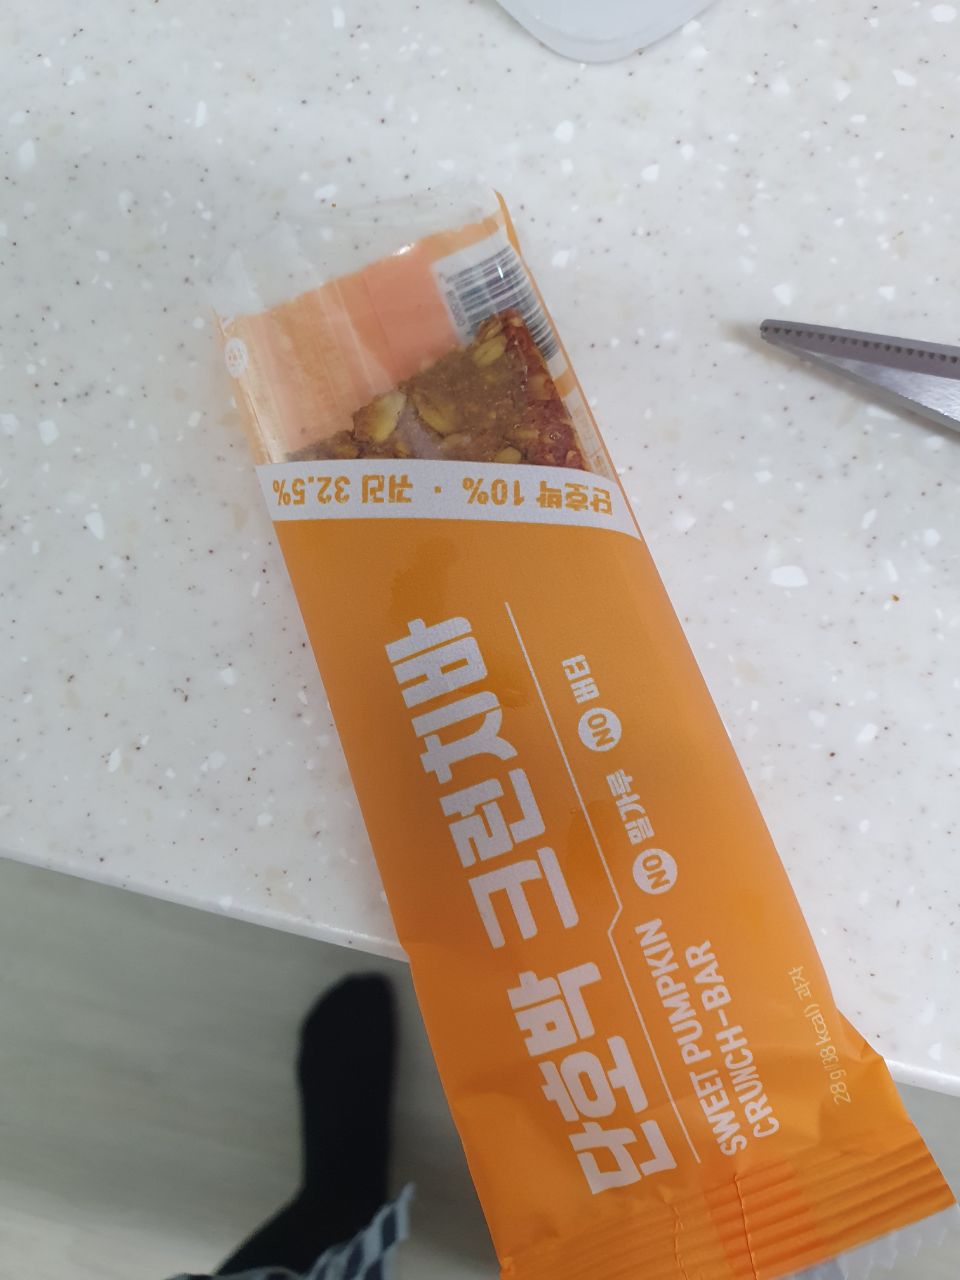 단호박 크런치바
SWEET PUMPKIN
CRUNCH-BAR
NO 밀가루 NO 버터
28 g(138 kcal) 과자
단호박 10% · 귀리 32.5%